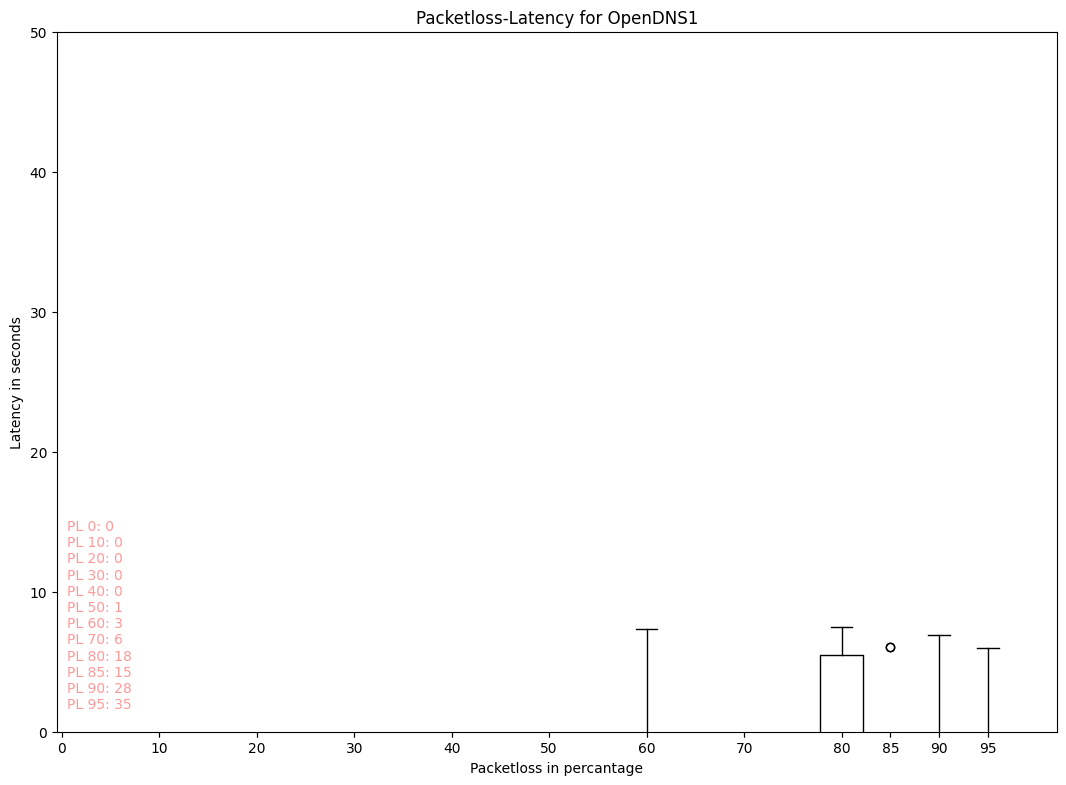 Packetloss-Latency for OpenDNS1
50
40
30
20
10
0
Latency in seconds
PL 0: 0
PL 10: 0
PL 20: 0
PL 30: 0
PL 40: 0
PL 50: 1
PL 60: 3
PL 70: 6
PL 80: 18
PL 85: 15
PL 90: 28
PL 95: 35
0 10 20 30 40 50 60 70 80 85 90 95
Packetloss in percantage